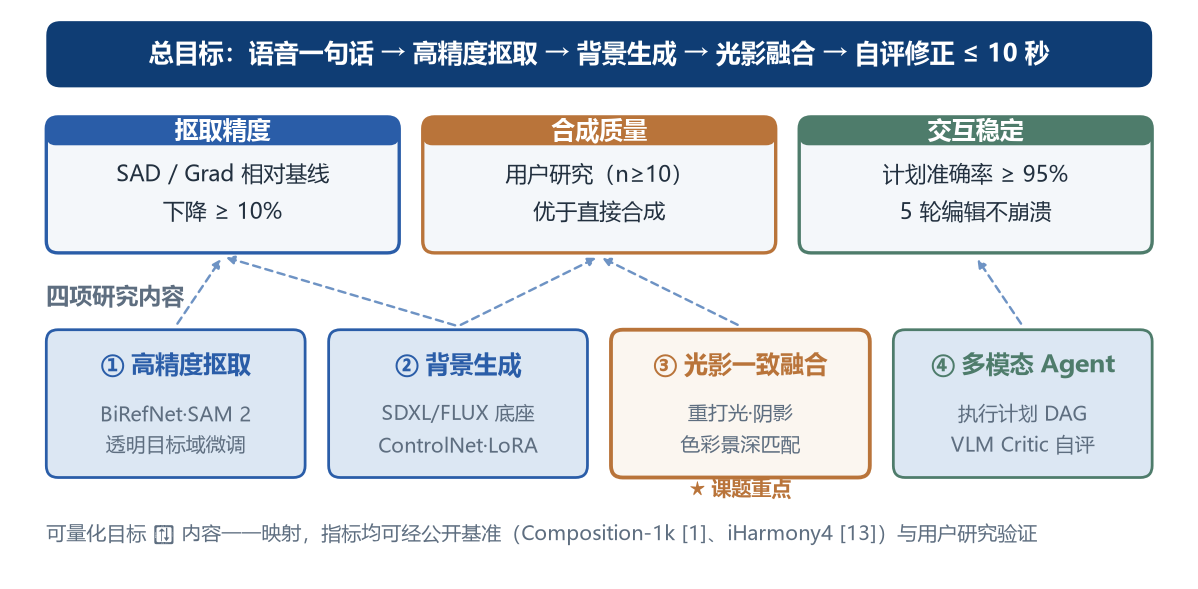 总目标：语音一句话 → 高精度抠取 → 背景生成 → 光影融合 → 自评修正 ≤ 10 秒
抠取精度
SAD / Grad 相对基线
下降 ≥ 10%
合成质量
用户研究（n≥10）
优于直接合成
交互稳定
计划准确率 ≥ 95%
5 轮编辑不崩溃
四项研究内容
① 高精度抠取
BiRefNet·SAM 2
透明目标域微调
② 背景生成
SDXL/FLUX 底座
ControlNet·LoRA
③ 光影一致融合
重打光·阴影
色彩景深匹配
★ 课题重点
④ 多模态 Agent
执行计划 DAG
VLM Critic 自评
可量化目标 ⇅ 内容一一映射，指标均可经公开基准（Composition-1k [1]、iHarmony4 [13]）与用户研究验证